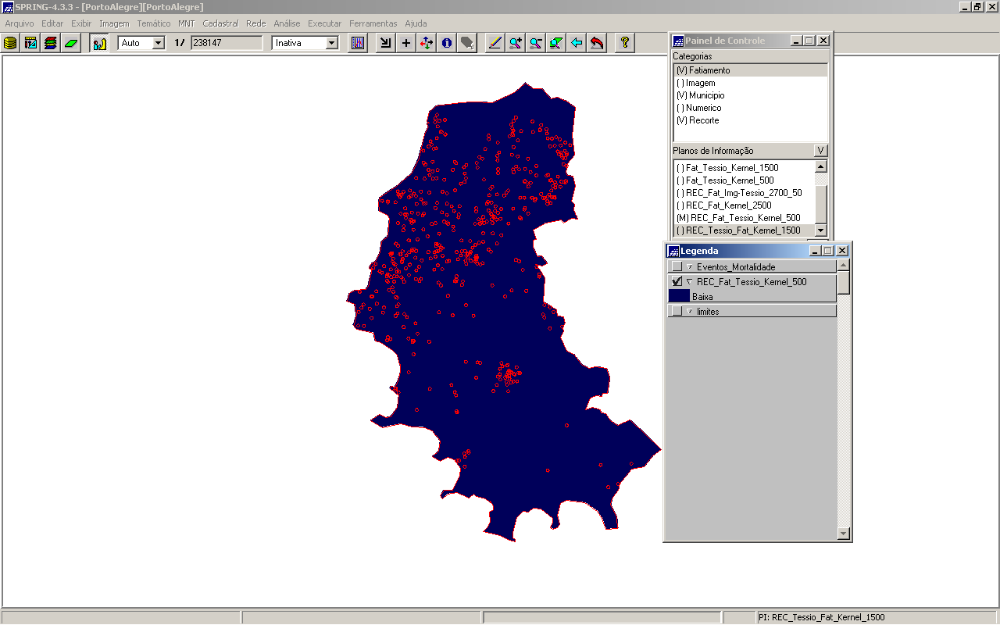 SPRING-4.3.3 - [PortoAlegre][PortoAlegre]
Arquivo Editar Exibir Imagem Temático MNT Cadastral Rede Análise Executar Ferramentas Ajuda
Auto 1/ 238147 Inativa
Painel de Controle
Categorias
(V) Fatiamento
( ) Imagem
(V) Municipio
( ) Numerico
(V) Recorte
Planos de Informação V
( ) Fat_Tessio_Kernel_1500
( ) Fat_Tessio_Kernel_500
( ) REC_Fat_Img-Tessio_2700_50
( ) REC_Fat_Kernel_2500
(M) REC_Fat_Tessio_Kernel_500
( ) REC_Tessio_Fat_Kernel_1500
Legenda
Eventos_Mortalidade
REC_Fat_Tessio_Kernel_500
Baixa
limites
PI: REC_Tessio_Fat_Kernel_1500